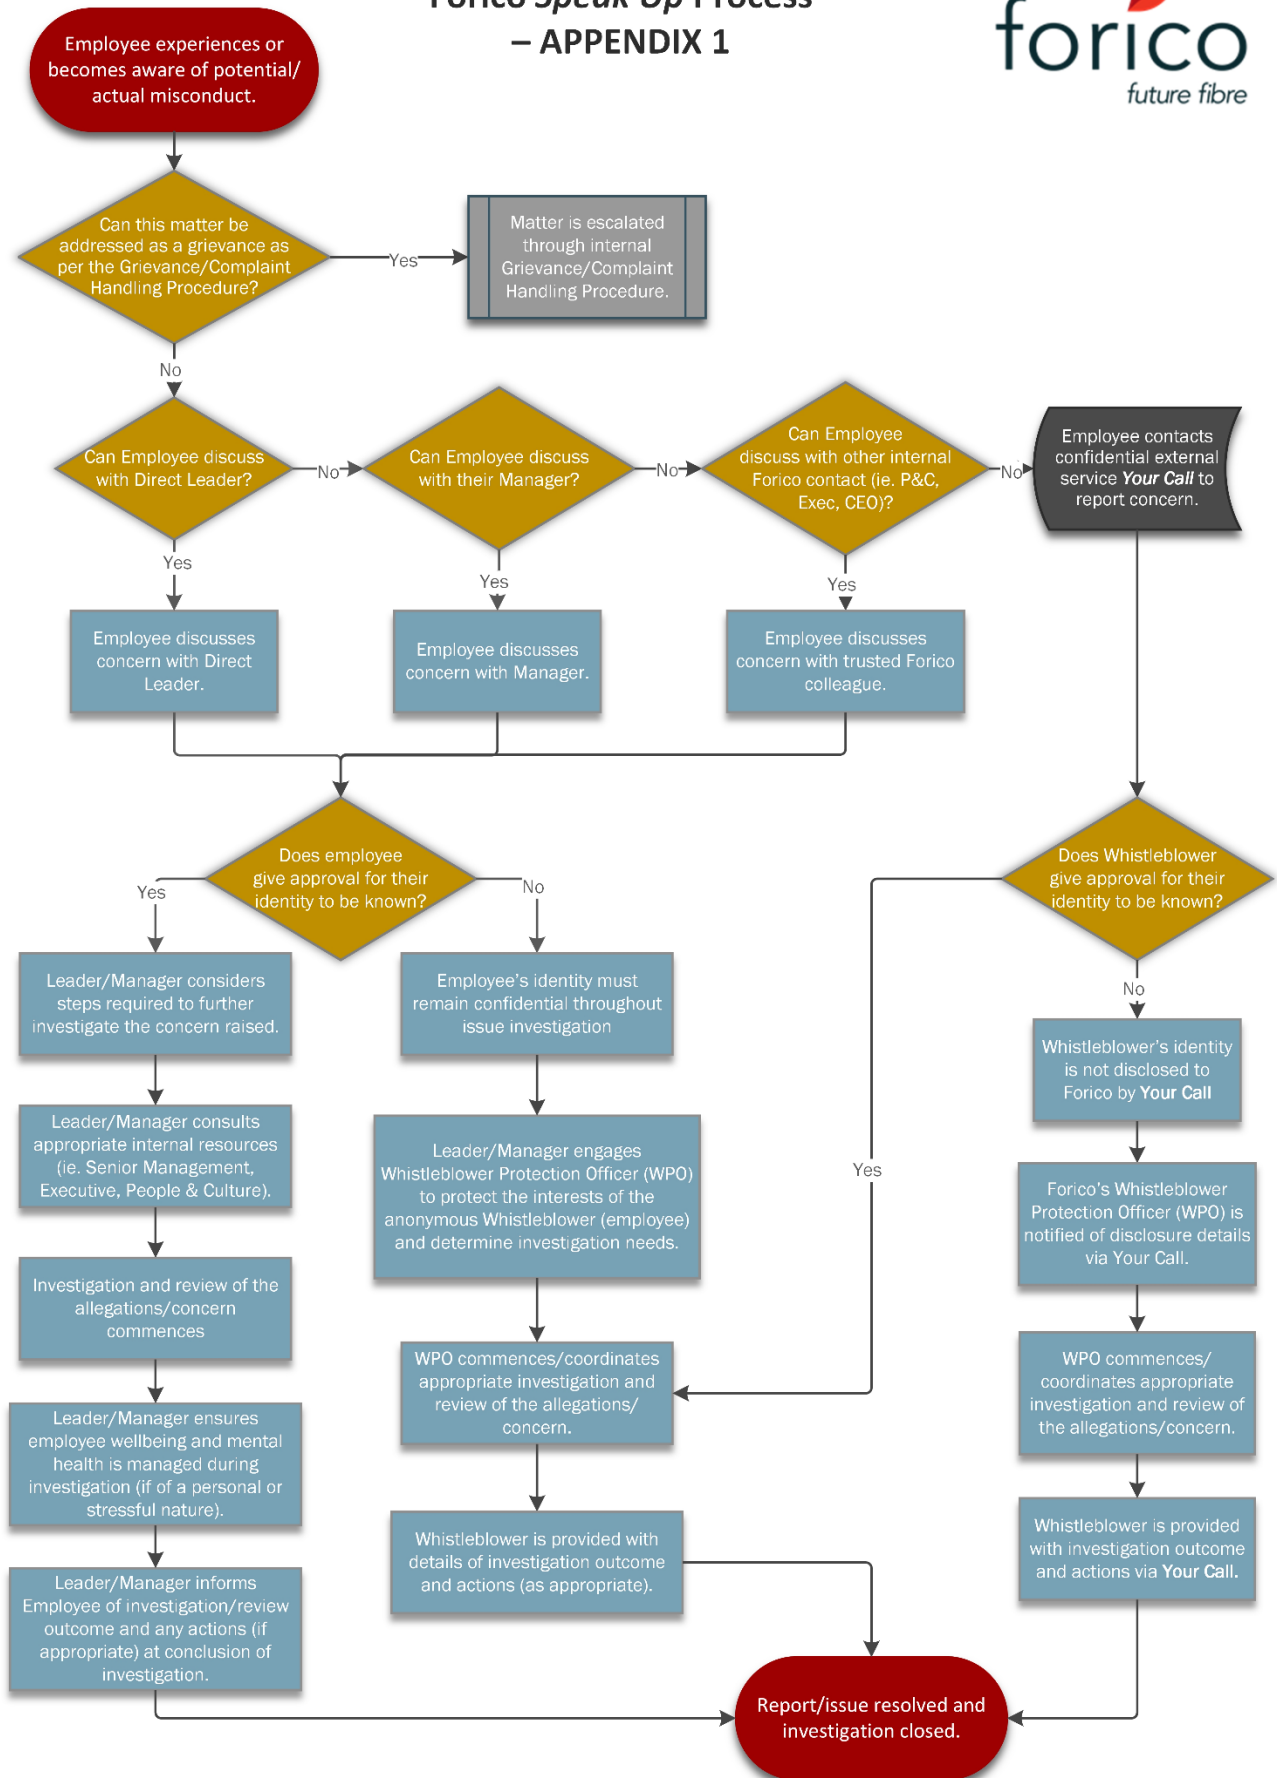 Forico Speak Up Process
– APPENDIX 1
forico
future fibre
Employee experiences or
becomes aware of potential/
actual misconduct.
Can this matter be
addressed as a grievance as
per the Grievance/Complaint
Handling Procedure?
Yes
Matter is escalated
through internal
Grievance/Complaint
Handling Procedure.
No
Can Employee discuss
with Direct Leader?
No
Can Employee discuss
with their Manager?
No
Can Employee
discuss with other internal
Forico contact (ie. P&C,
Exec, CEO)?
No
Employee contacts
confidential external
service Your Call to
report concern.
Yes
Yes
Yes
Employee discusses
concern with Direct
Leader.
Employee discusses
concern with Manager.
Employee discusses
concern with trusted Forico
colleague.
Does employee
give approval for their
identity to be known?
Yes
No
Does Whistleblower
give approval for their
identity to be known?
Yes
No
Leader/Manager considers
steps required to further
investigate the concern raised.
Leader/Manager consults
appropriate internal resources
(ie. Senior Management,
Executive, People & Culture).
Investigation and review of the
allegations/concern
commences
Leader/Manager ensures
employee wellbeing and mental
health is managed during
investigation (if of a personal or
stressful nature).
Leader/Manager informs
Employee of investigation/review
outcome and any actions (if
appropriate) at conclusion of
investigation.
Employee's identity must
remain confidential throughout
issue investigation
Leader/Manager engages
Whistleblower Protection Officer (WPO)
to protect the interests of the
anonymous Whistleblower (employee)
and determine investigation needs.
WPO commences/coordinates
appropriate investigation and
review of the allegations/
concern.
Whistleblower is provided with
details of investigation outcome
and actions (as appropriate).
Whistleblower's identity
is not disclosed to
Forico by Your Call
Forico's Whistleblower
Protection Officer (WPO) is
notified of disclosure details
via Your Call.
WPO commences/
coordinates appropriate
investigation and review of
the allegations/concern.
Whistleblower is provided
with investigation outcome
and actions via Your Call.
Report/issue resolved and
investigation closed.